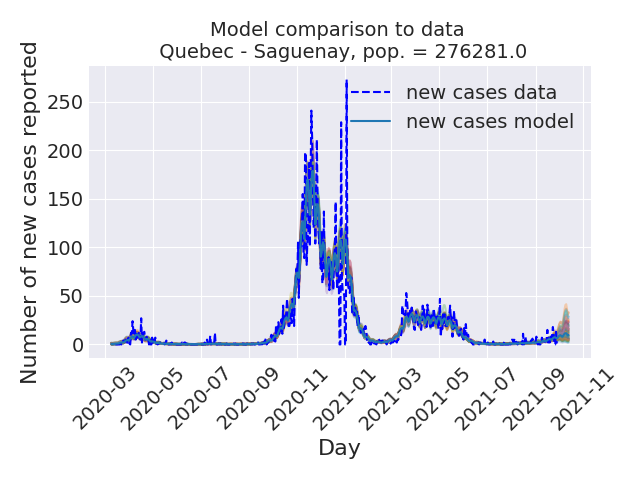 Model comparison to data
Quebec - Saguenay, pop. = 276281.0
Number of new cases reported
250
200
150
100
50
0
new cases data
new cases model
2020-03
2020-05
2020-07
2020-09
2020-11
2021-01
2021-03
2021-05
2021-07
2021-09
2021-11
Day